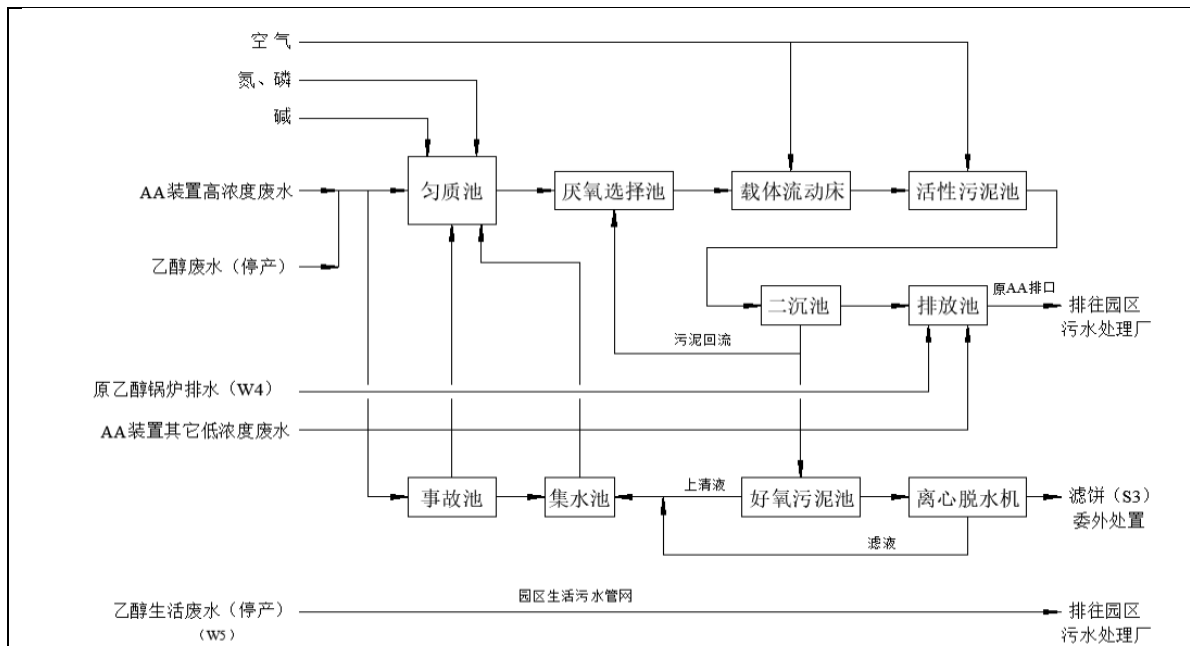 空气
氮、磷
碱
AA装置高浓度废水
匀质池
厌氧选择池
载体流动床
活性污泥池
乙醇废水（停产）
二沉池
排放池
原AA排口
排往园区
污水处理厂
污泥回流
原乙醇锅炉排水（W4）
AA装置其它低浓度废水
事故池
集水池
上清液
好氧污泥池
离心脱水机
滤饼（S3）
委外处置
滤液
乙醇生活废水（停产）
（W5）
园区生活污水管网
排往园区
污水处理厂